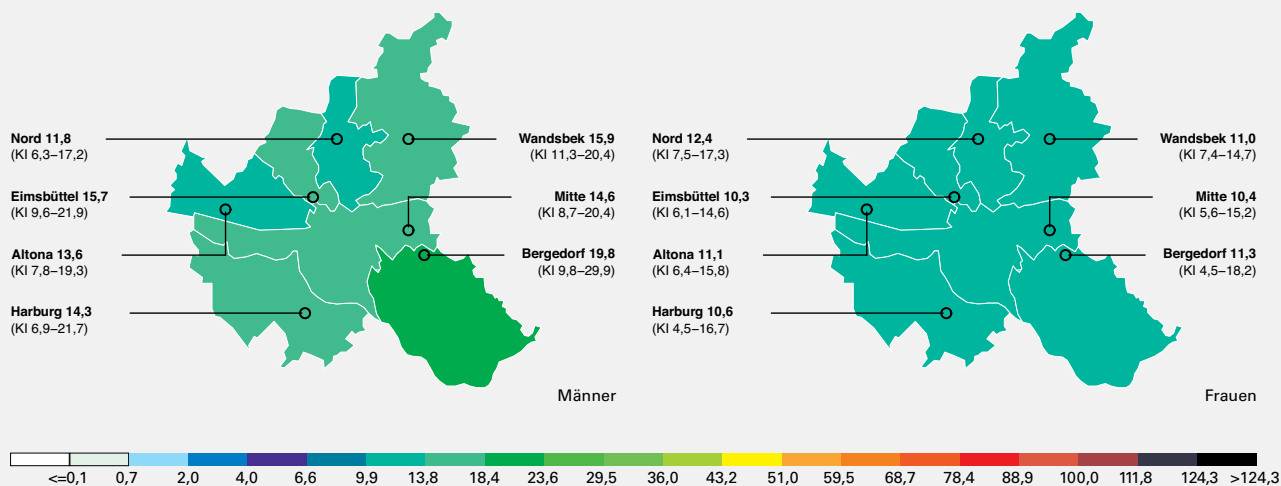 Nord 11,8
(KI 6,3–17,2)
Eimsbüttel 15,7
(KI 9,6–21,9)
Altona 13,6
(KI 7,8–19,3)
Harburg 14,3
(KI 6,9–21,7)
Wandsbek 15,9
(KI 11,3–20,4)
Mitte 14,6
(KI 8,7–20,4)
Bergedorf 19,8
(KI 9,8–29,9)
Männer
Nord 12,4
(KI 7,5–17,3)
Eimsbüttel 10,3
(KI 6,1–14,6)
Altona 11,1
(KI 6,4–15,8)
Harburg 10,6
(KI 4,5–16,7)
Wandsbek 11,0
(KI 7,4–14,7)
Mitte 10,4
(KI 5,6–15,2)
Bergedorf 11,3
(KI 4,5–18,2)
Frauen
<=0,1 0,7 2,0 4,0 6,6 9,9 13,8 18,4 23,6 29,5 36,0 43,2 51,0 59,5 68,7 78,4 88,9 100,0 111,8 124,3 >124,3